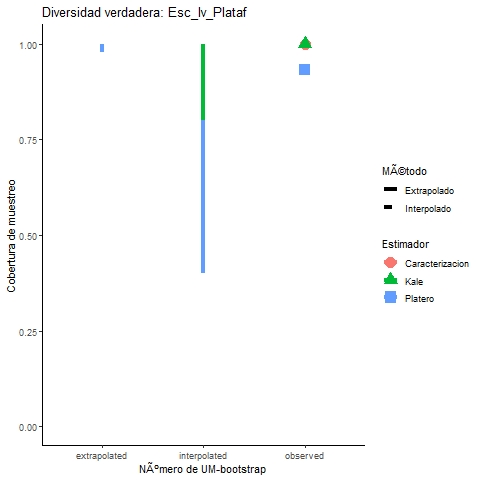 Diversidad verdadera: Esc_lv_Plataf
1.00
0.75
0.50
0.25
0.00
Cobertura de muestreo
extrapolated
interpolated
observed
NÃºmero de UM-bootstrap
MÃ©todo
Extrapolado
Interpolado
Estimador
Caracterizacion
Kale
Platero